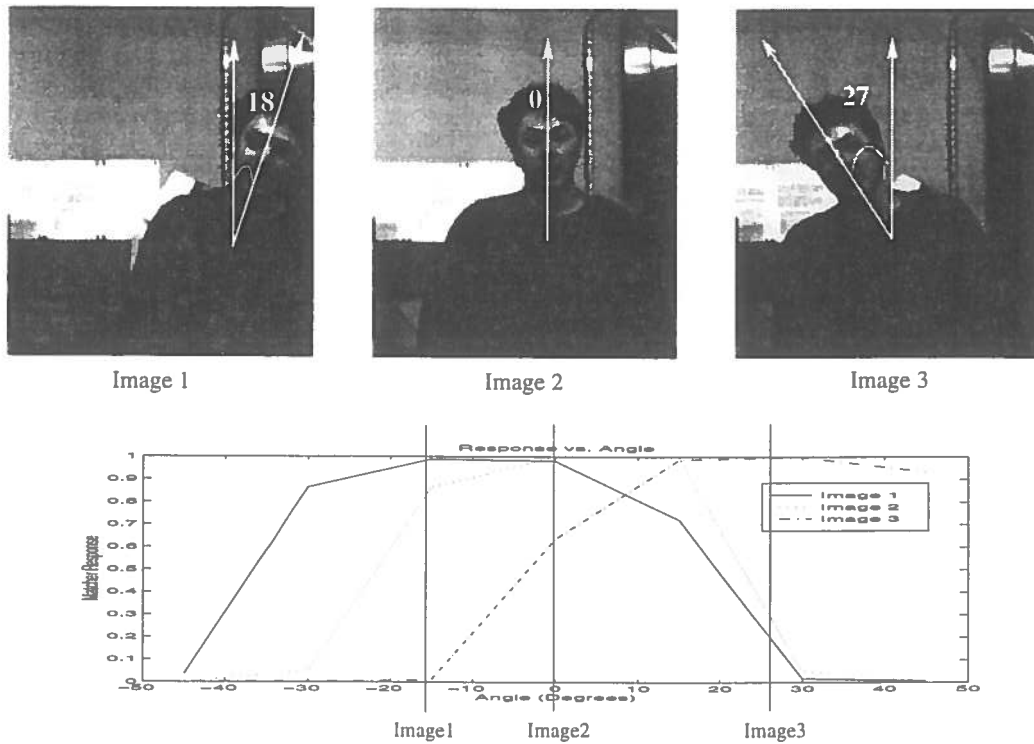 18
0
27
Image 1
Image 2
Image 3
Response vs. Angle
1
0.9
0.8
0.7
0.6
0.5
0.4
0.3
0.2
0.1
0
Matcher Response
Image 1
Image 2
Image 3
−50 −40 −30 −20 −10 0 10 20 30 40 50
Angle (Degrees)
Image1 Image2 Image3